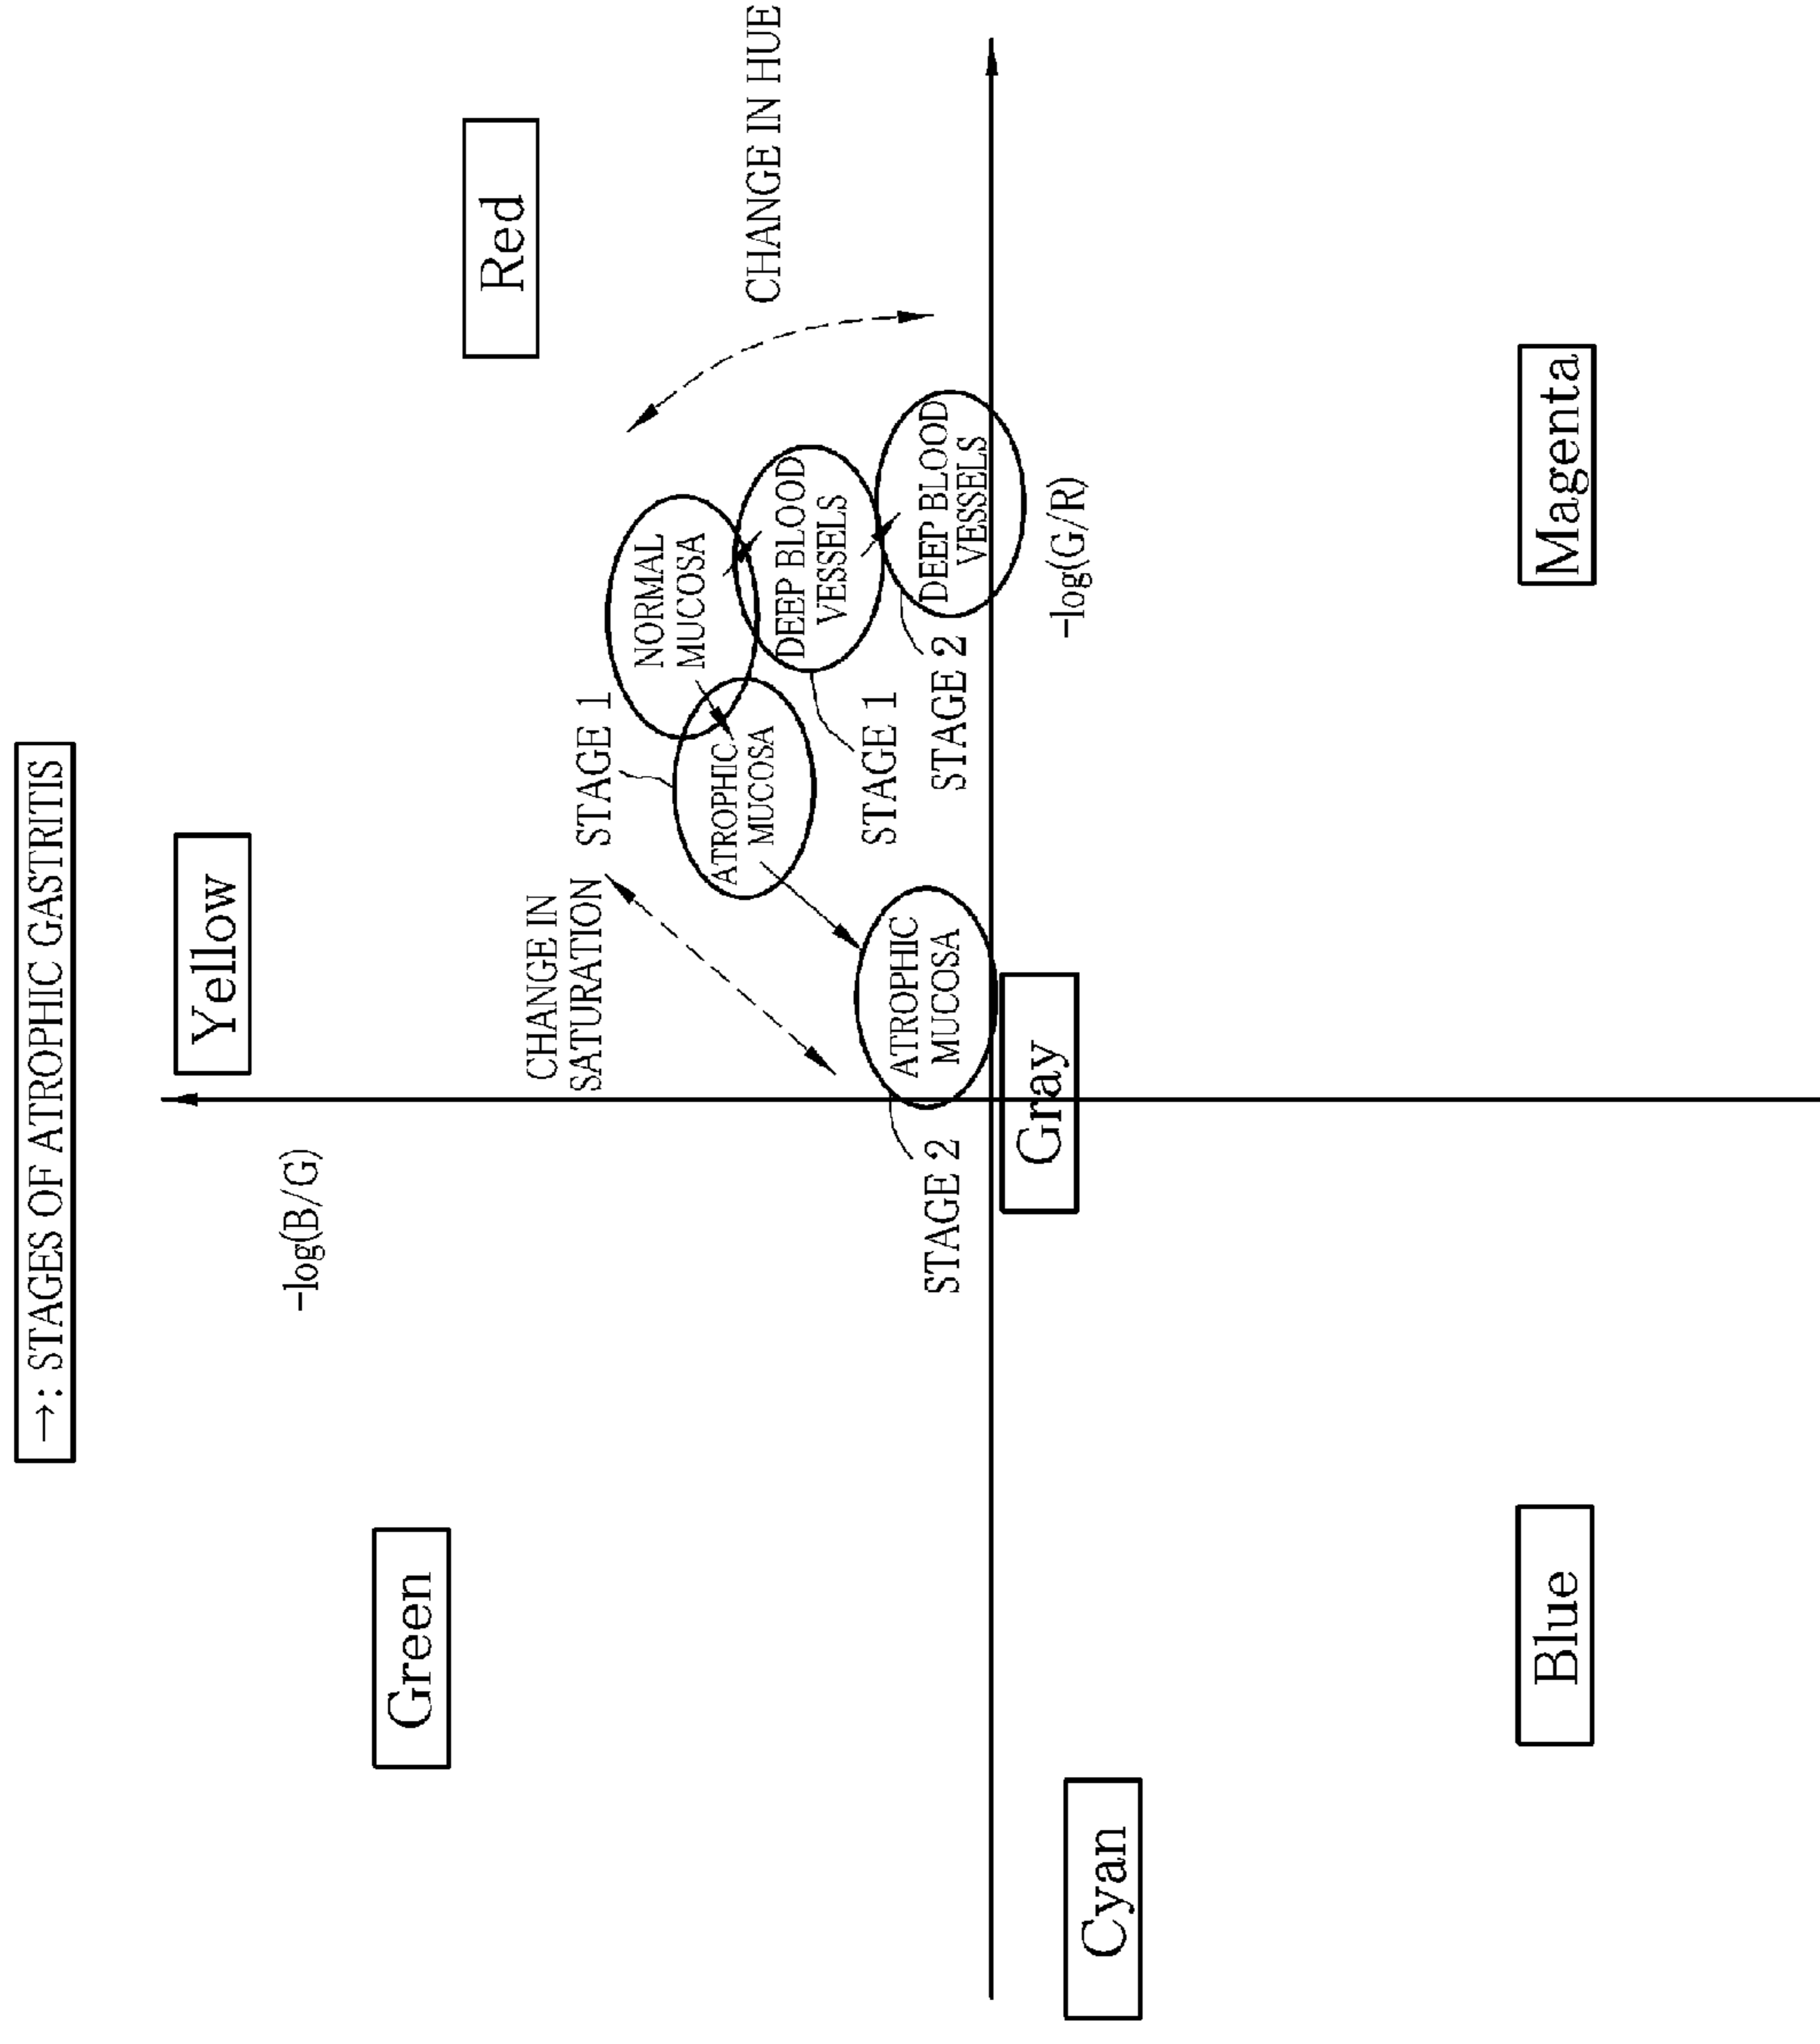 →: STAGES OF ATROPHIC GASTRITIS
Yellow
-log(B/G)
Green
Red
CHANGE IN
SATURATION
STAGE 1
NORMAL
MUCOSA
CHANGE IN HUE
ATROPHIC
MUCOSA
DEEP BLOOD
VESSELS
STAGE 1
ATROPHIC
MUCOSA
DEEP BLOOD
VESSELS
STAGE 2
STAGE 2
Gray
-log(G/R)
Cyan
Blue
Magenta